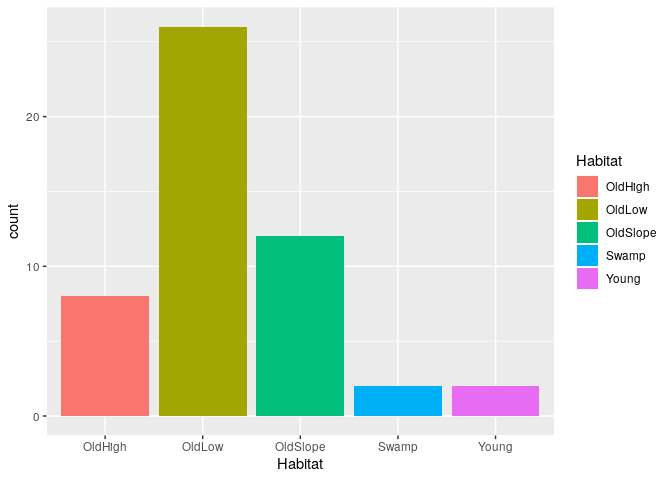 count
20
10
0
OldHigh OldLow OldSlope Swamp Young
Habitat
Habitat
OldHigh
OldLow
OldSlope
Swamp
Young